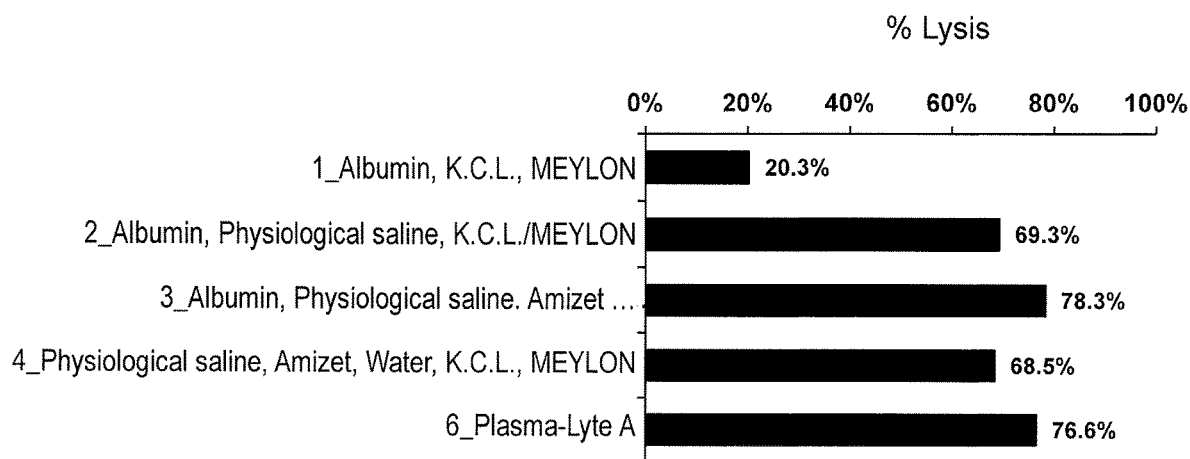 % Lysis
0% 20% 40% 60% 80% 100%
1_Albumin, K.C.L., MEYLON 20.3%
2_Albumin, Physiological saline, K.C.L./MEYLON 69.3%
3_Albumin, Physiological saline. Amizet ... 78.3%
4_Physiological saline, Amizet, Water, K.C.L., MEYLON 68.5%
6_Plasma-Lyte A 76.6%